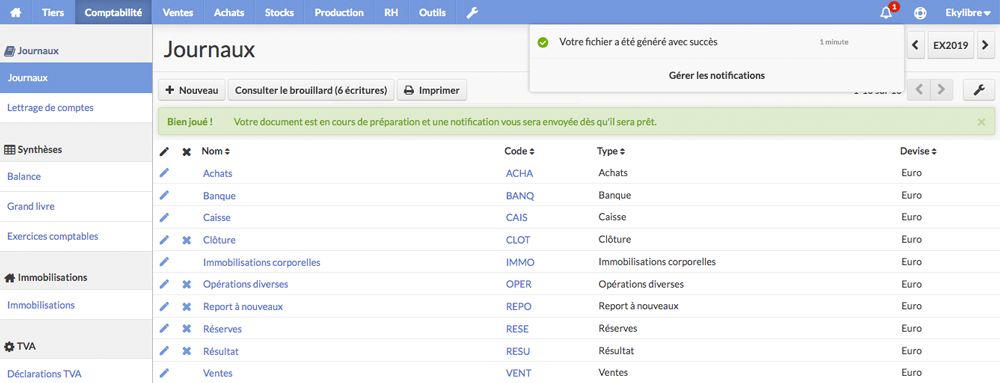 Tiers Comptabilité Ventes Achats Stocks Production RH Outils 1 Ekylibre
Journaux
Journaux
Lettrage de comptes
Synthèses
Balance
Grand livre
Exercices comptables
Immobilisations
Immobilisations
TVA
Déclarations TVA
Journaux
Votre fichier a été généré avec succès 1 minute
Gérer les notifications
EX2019
Nouveau Consulter le brouillard (6 écritures) Imprimer
Bien joué ! Votre document est en cours de préparation et une notification vous sera envoyée dès qu'il sera prêt.
Nom Code Type Devise
Achats ACHA Achats Euro
Banque BANQ Banque Euro
Caisse CAIS Caisse Euro
Clôture CLOT Clôture Euro
Immobilisations corporelles IMMO Immobilisations corporelles Euro
Opérations diverses OPER Opérations diverses Euro
Report à nouveaux REPO Report à nouveaux Euro
Réserves RESE Réserves Euro
Résultat RESU Résultat Euro
Ventes VENT Ventes Euro